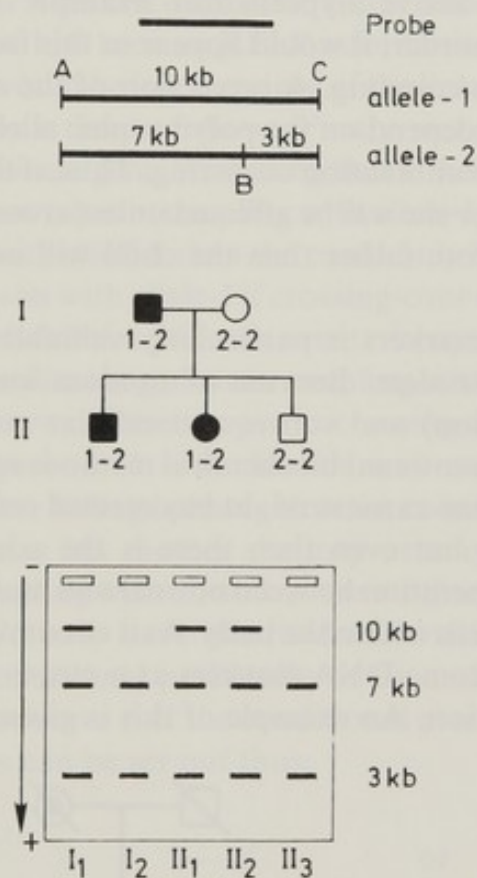 Probe
A C
10 kb
allele-1
7 kb 3 kb
allele-2
B
I
1-2 2-2
II
1-2 1-2 2-2
-
10 kb
7 kb
3 kb
+
I1 I2 II1 II2 II3